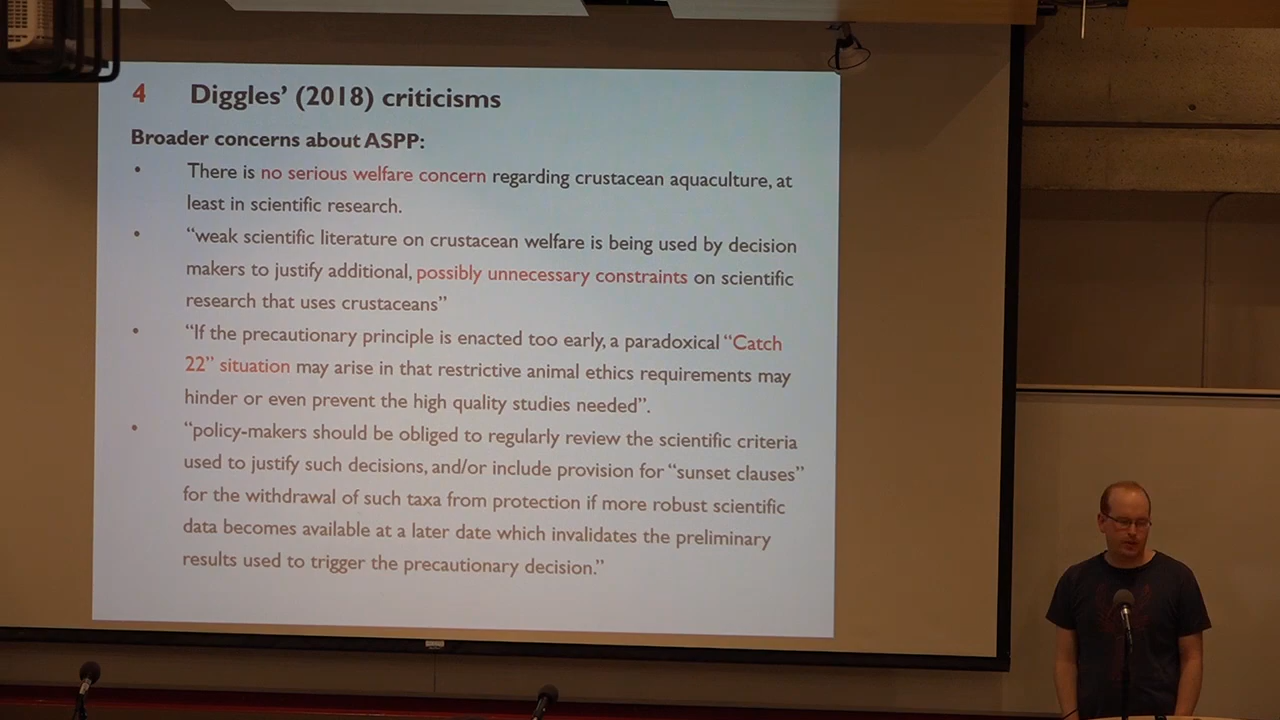 4 Diggles’ (2018) criticisms
Broader concerns about ASPP:
• There is no serious welfare concern regarding crustacean aquaculture, at
least in scientific research.
• “weak scientific literature on crustacean welfare is being used by decision
makers to justify additional, possibly unnecessary constraints on scientific
research that uses crustaceans”
• “If the precautionary principle is enacted too early, a paradoxical “Catch
22” situation may arise in that restrictive animal ethics requirements may
hinder or even prevent the high quality studies needed”.
• “policy-makers should be obliged to regularly review the scientific criteria
used to justify such decisions, and/or include provision for “sunset clauses”
for the withdrawal of such taxa from protection if more robust scientific
data becomes available at a later date which invalidates the preliminary
results used to trigger the precautionary decision.”